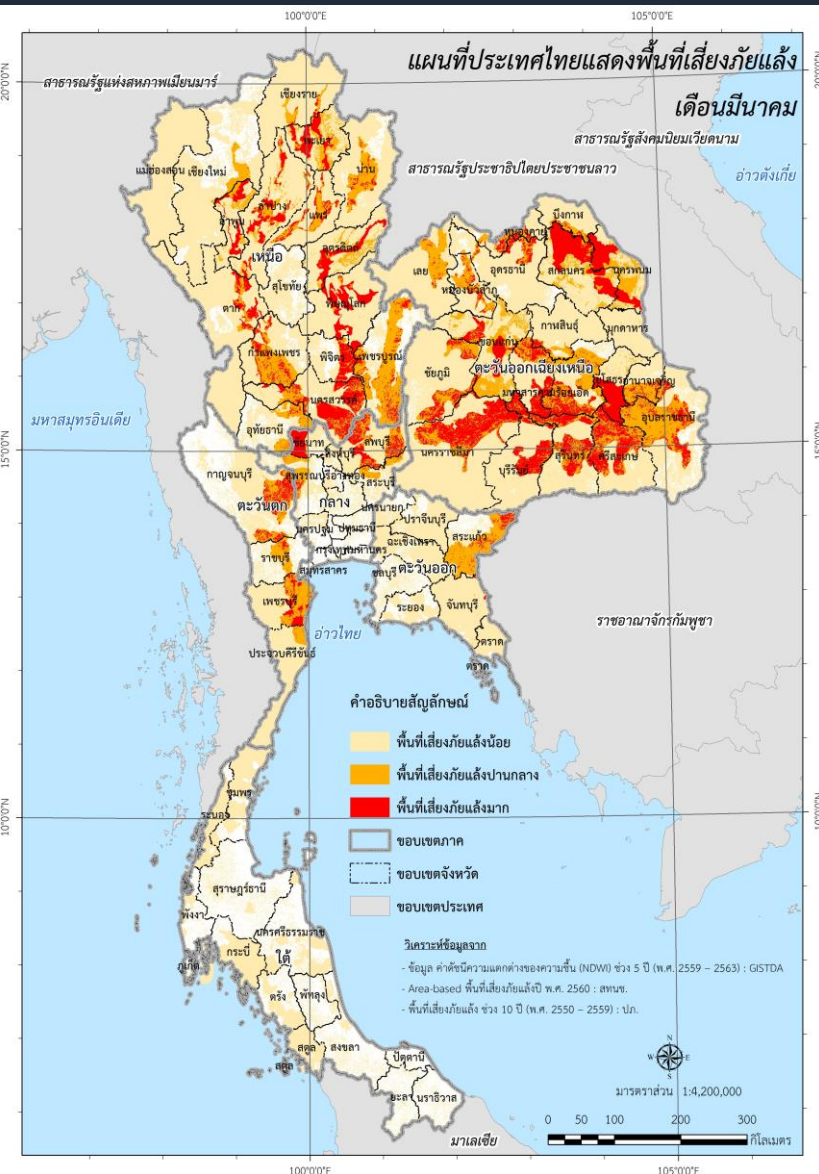 100°0'0"E
105°0'0"E
แผนที่ประเทศไทยแสดงพื้นที่เสี่ยงภัยแล้ง
เดือนมีนาคม
20°0'0"N
20°0'0"N
สาธารณรัฐแห่งสหภาพเมียนมาร์
สาธารณรัฐสังคมนิยมเวียดนาม
สาธารณรัฐประชาธิปไตยประชาชนลาว
อ่าวตังเกี๋ย
เชียงราย
พะเยา
แม่ฮ่องสอน
เชียงใหม่
น่าน
ลำปาง
ลำพูน
แพร่
อุตรดิตถ์
เหนือ
สุโขทัย
ตาก
พิษณุโลก
กำแพงเพชร
พิจิตร
เพชรบูรณ์
นครสวรรค์
อุทัยธานี
บึงกาฬ
หนองคาย
เลย
อุดรธานี
สกลนคร
นครพนม
หนองบัวลำภู
กาฬสินธุ์
มุกดาหาร
ขอนแก่น
ชัยภูมิ
ตะวันออกเฉียงเหนือ
มหาสารคาม
ร้อยเอ็ด
ยโสธร
อำนาจเจริญ
อุบลราชธานี
นครราชสีมา
บุรีรัมย์
สุรินทร์
ศรีสะเกษ
มหาสมุทรอินเดีย
15°0'0"N
15°0'0"N
ชัยนาท
ลพบุรี
สิงห์บุรี
กาญจนบุรี
สุพรรณบุรี
อ่างทอง
สระบุรี
ตะวันตก
กลาง
นครนายก
ปราจีนบุรี
นครปฐม
ปทุมธานี
สระแก้ว
ฉะเชิงเทรา
ราชบุรี
กรุงเทพมหานคร
สมุทรสาคร
ชลบุรี
ตะวันออก
เพชรบุรี
ระยอง
จันทบุรี
อ่าวไทย
ราชอาณาจักรกัมพูชา
ประจวบคีรีขันธ์
ตราด
ตราด
คำอธิบายสัญลักษณ์
พื้นที่เสี่ยงภัยแล้งน้อย
พื้นที่เสี่ยงภัยแล้งปานกลาง
พื้นที่เสี่ยงภัยแล้งมาก
ขอบเขตภาค
ขอบเขตจังหวัด
ขอบเขตประเทศ
ชุมพร
ระนอง
10°0'0"N
10°0'0"N
สุราษฎร์ธานี
พังงา
นครศรีธรรมราช
กระบี่
ใต้
ภูเก็ต
ตรัง
พัทลุง
สตูล
สงขลา
สตูล
ปัตตานี
ยะลา
นราธิวาส
มาเลเซีย
วิเคราะห์ข้อมูลจาก
- ข้อมูล ค่าดัชนีความแตกต่างของความชื้น (NDWI) ช่วง 5 ปี (พ.ศ. 2559 – 2563) : GISTDA
- Area-based พื้นที่เสี่ยงภัยแล้งปี พ.ศ. 2560 : สทนช.
- พื้นที่เสี่ยงภัยแล้ง ช่วง 10 ปี (พ.ศ. 2550 – 2559) : ปภ.
N
W
E
S
มาตราส่วน 1:4,200,000
0 50 100 200 300
กิโลเมตร
100°0'0"E
105°0'0"E